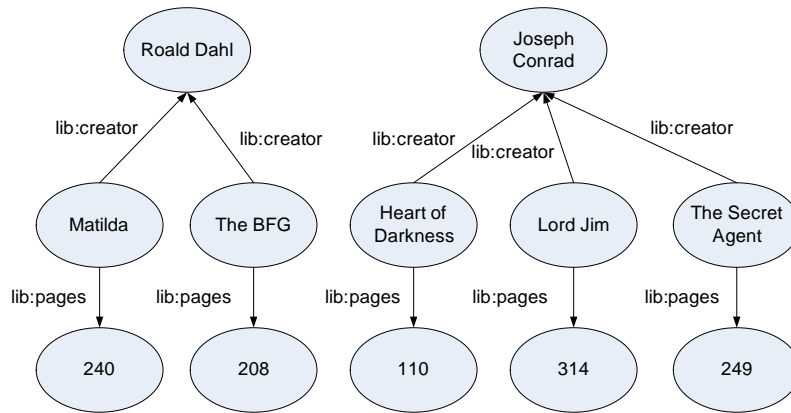 Roald Dahl
Joseph
Conrad
lib:creator
lib:creator
lib:creator
lib:creator
lib:creator
Matilda
The BFG
Heart of
Darkness
Lord Jim
The Secret
Agent
lib:pages
lib:pages
lib:pages
lib:pages
lib:pages
240
208
110
314
249